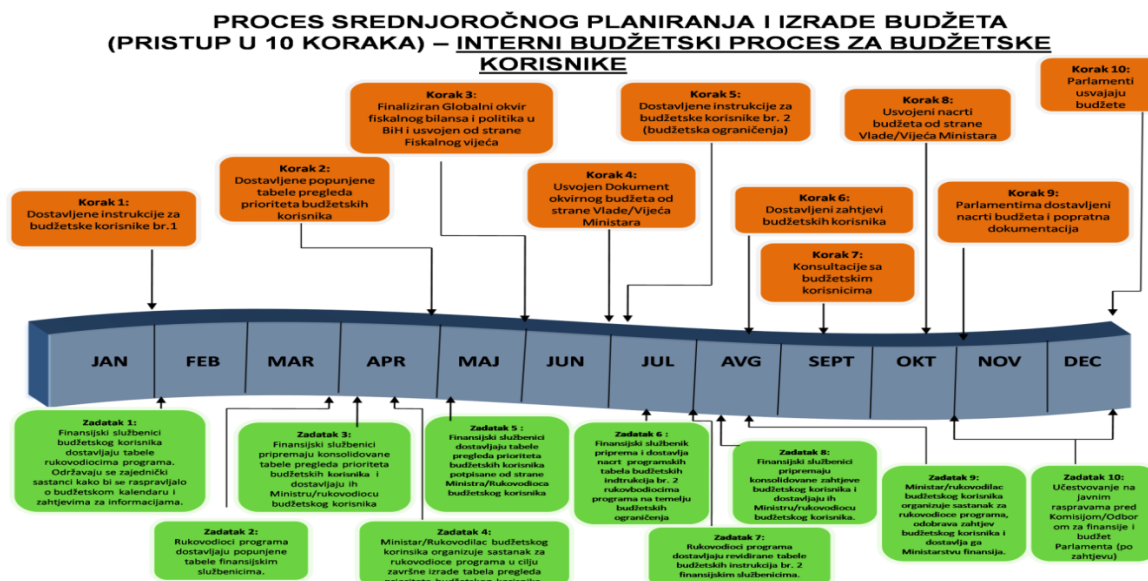 PROCES SREDNJOROČNOG PLANIRANJA I IZRADE BUDŽETA
(PRISTUP U 10 KORAKA) – INTERNI BUDŽETSKI PROCES ZA BUDŽETSKE
KORISNIKE
Korak 1:
Dostavljene instrukcije za
budžetske korisnike br.1
Korak 2:
Dostavljene popunjene
tabele pregleda
prioriteta budžetskih
korisnika
Korak 3:
Finaliziran Globalni okvir
fiskalnog bilansa i politika u
BiH i usvojen od strane
Fiskalnog vijeća
Korak 4:
Usvojen Dokument
okvirnog budžeta od
strane Vlade/Vijeća
Ministara
Korak 5:
Dostavljene instrukcije za
budžetske korisnike br. 2
(budžetska ograničenja)
Korak 6:
Dostavljeni zahtjevi
budžetskih korisnika
Korak 7:
Konsultacije sa
budžetskim
korisnicima
Korak 8:
Usvojeni nacrti
budžeta od strane
Vlade/Vijeća Ministara
Korak 9:
Parlamentima dostavljeni
nacrti budžeta i popratna
dokumentacija
Korak 10:
Parlamenti
usvajaju
budžete
JAN FEB MAR APR MAJ JUN JUL AVG SEPT OKT NOV DEC
Zadatak 1:
Finansijski službenici
budžetskog korisnika
dostavljaju tabele
rukovodiocima programa.
Održavaju se zajednički
sastanci kako bi se raspravljalo
o budžetskom kalendaru i
zahtjevima za informacijama.
Zadatak 2:
Rukovodioci programa
dostavljaju popunjene
tabele finansijskim
službenicima.
Zadatak 3:
Finansijski službenici
pripremaju konsolidovane
tabele pregleda prioriteta
budžetskih korisnika i
dostavljaju ih
Ministru/rukovodiocu
budžetskog korisnika
Zadatak 4:
Ministar/Rukovodilac budžetskog
korinsika organizuje sastanak za
rukovodioce programa u cilju
završne izrade tabela pregleda
prioriteta budžetskog korisnika
Zadatak 5 :
Finansijski službenici
dostavljaju tabele
pregleda prioriteta
budžetskih korisnika
potpisane od strane
Ministra/Rukovodioca
budžetskog korisnika
Zadatak 6 :
Finansijski službenik
priprema i dostavlja
nacrt programskih
tabela budžetskih
indtrukcija br. 2
rukovbodiocima
programa na temelju
budžetskih
ograničenja
Zadatak 7:
Rukovodioci programa
dostavljaju revidirane tabele
budžetskih instrukcija br. 2
finansijskim službenicima.
Zadatak 8:
Finansijski službenici
pripremaju
konsolidovane zahtjeve
budžetskog korisnika i
dostavljaju ih
Ministru/rukovodiocu
budžetskog korisnika.
Zadatak 9:
Ministar/rukovodilac
budžetskog korisnika
organizuje sastanak za
rukovodioce programa,
odobrava zahtjev
budžetskog korisnika i
dostavlja ga
Ministarstvu finansija.
Zadatak 10:
Učestvovanje na
javnim
raspravama pred
Komisijom/Odbor
om za finansije i
budžet
Parlamenta (po
zahtjevu)